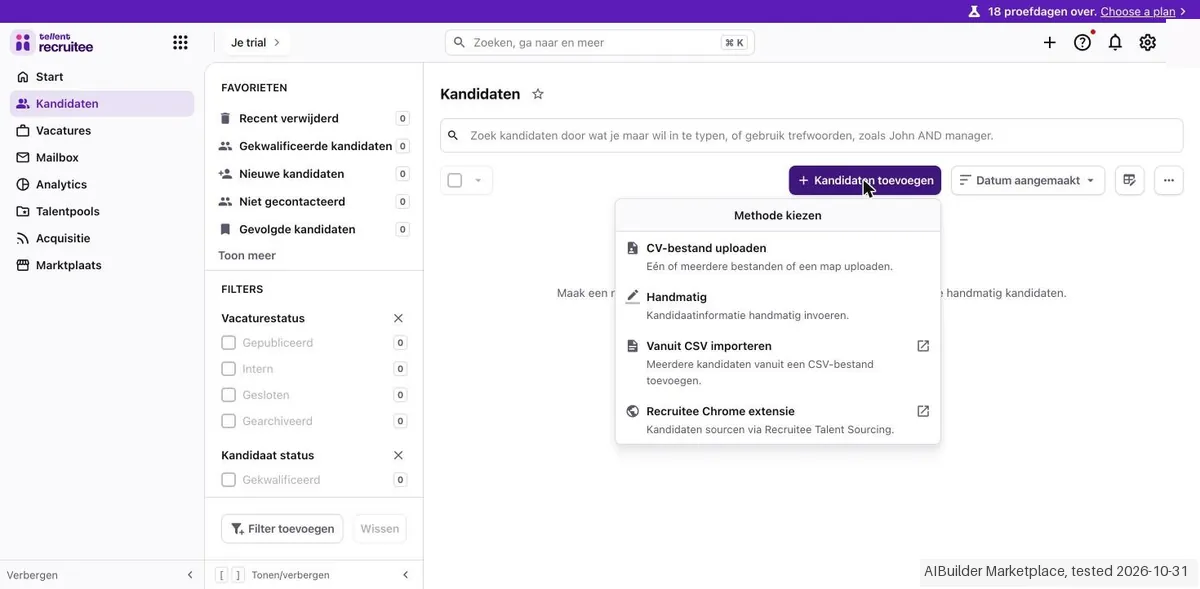 18 proefdagen over. Choose a plan
tellent
recruitee
Je trial
Zoeken, ga naar en meer
⌘ K
Start
Kandidaten
Vacatures
Mailbox
Analytics
Talentpools
Acquisitie
Marktplaats
Verbergen
FAVORIETEN
Recent verwijderd 0
Gekwalificeerde kandidaten 0
Nieuwe kandidaten 0
Niet gecontacteerd 0
Gevolgde kandidaten 0
Toon meer
FILTERS
Vacaturestatus
Gepubliceerd 0
Intern 0
Gesloten 0
Gearchiveerd 0
Kandidaat status
Gekwalificeerd 0
Filter toevoegen
Wissen
[ ] Tonen/verbergen
Kandidaten
Zoek kandidaten door wat je maar wil in te typen, of gebruik trefwoorden, zoals John AND manager.
+ Kandidaten toevoegen
Datum aangemaakt
Methode kiezen
CV-bestand uploaden
Eén of meerdere bestanden of een map uploaden.
Handmatig
Kandidaatinformatie handmatig invoeren.
Vanuit CSV importeren
Meerdere kandidaten vanuit een CSV-bestand
toevoegen.
Recruitee Chrome extensie
Kandidaten sourcen via Recruitee Talent Sourcing.
Maak een
handmatig kandidaten.
AIBuilder Marketplace, tested 2026-10-31